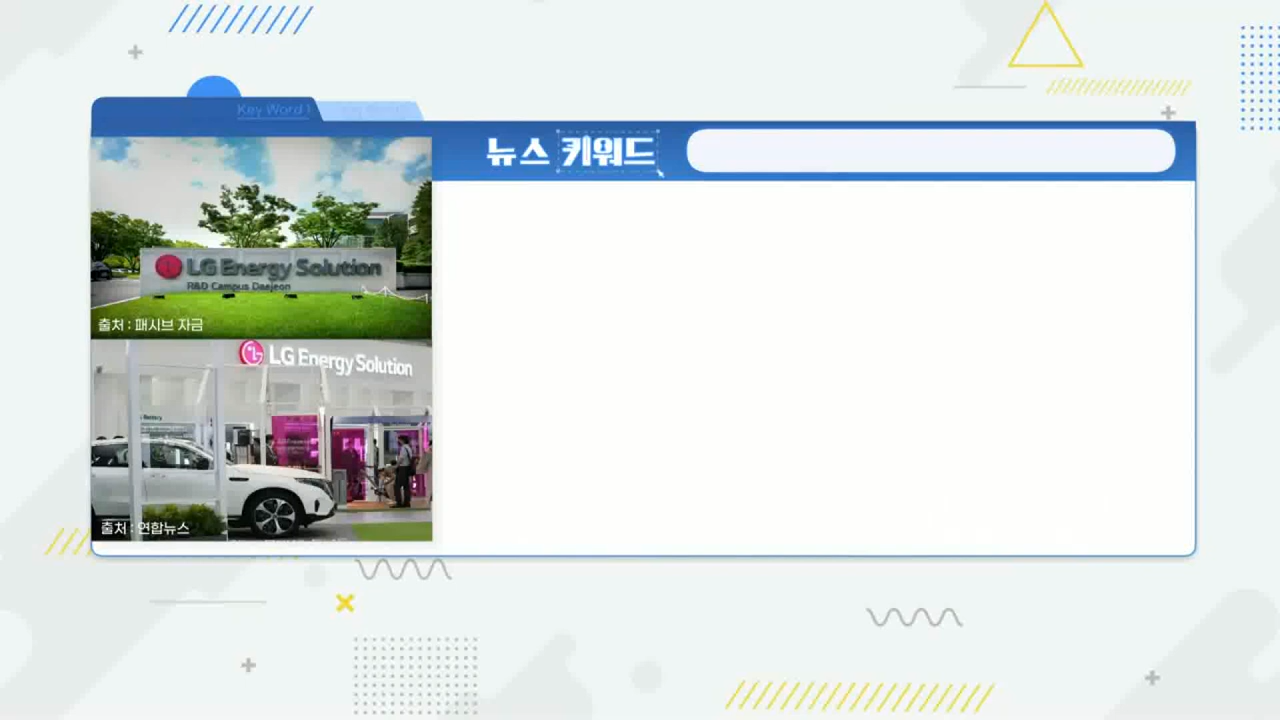 Key Word 1
뉴스 키워드
LG Energy Solution
R&D Campus Daejeon
출처 : 패시브 자금
LG Energy Solution
출처 : 연합뉴스